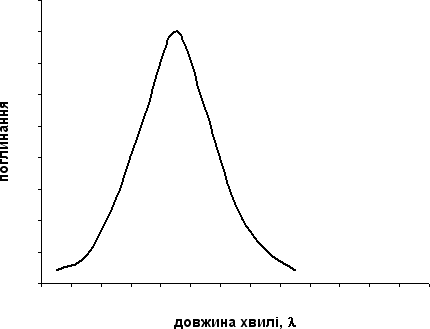 поглинання
довжина хвилі, λ